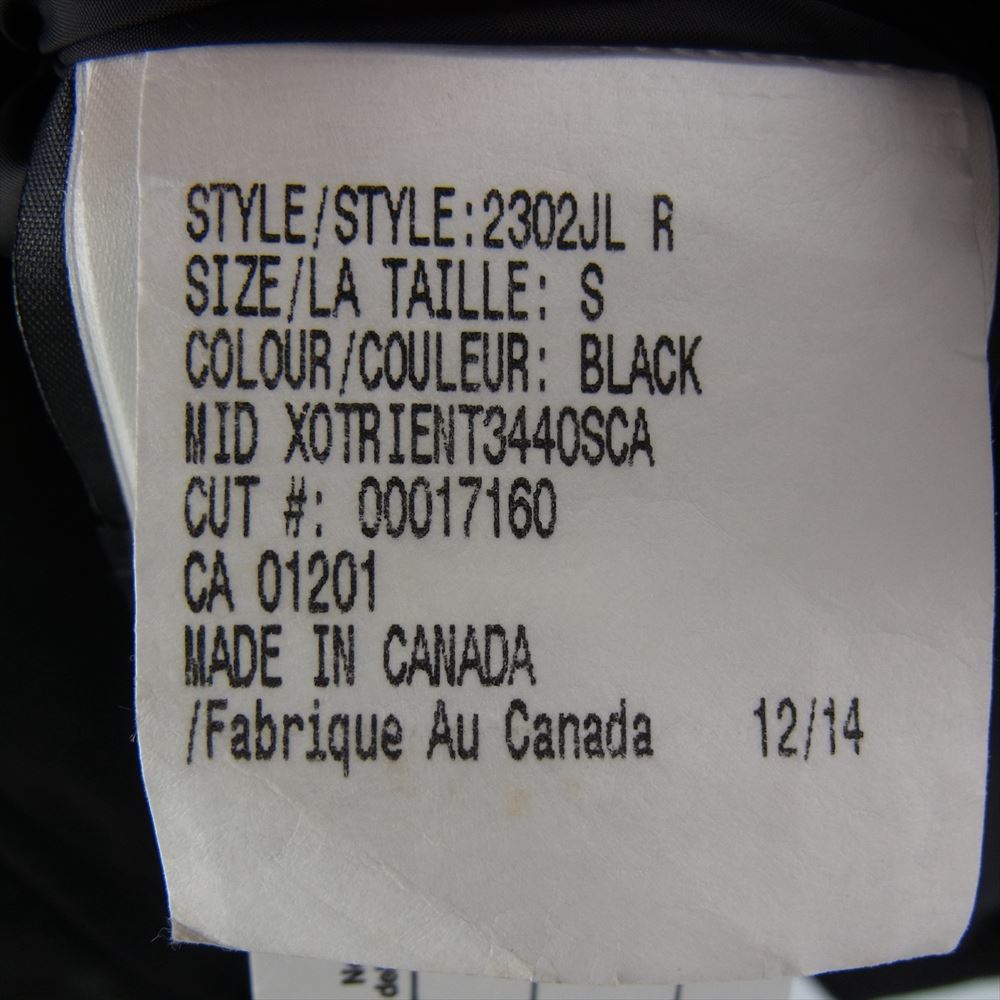 STYLE/STYLE:2302JL R
SIZE/LA TAILLE: S
COLOUR/COULEUR: BLACK
MID XOTRIENT3440SCA
CUT #: 00017160
CA 01201
MADE IN CANADA
/Fabrique Au Canada 12/14